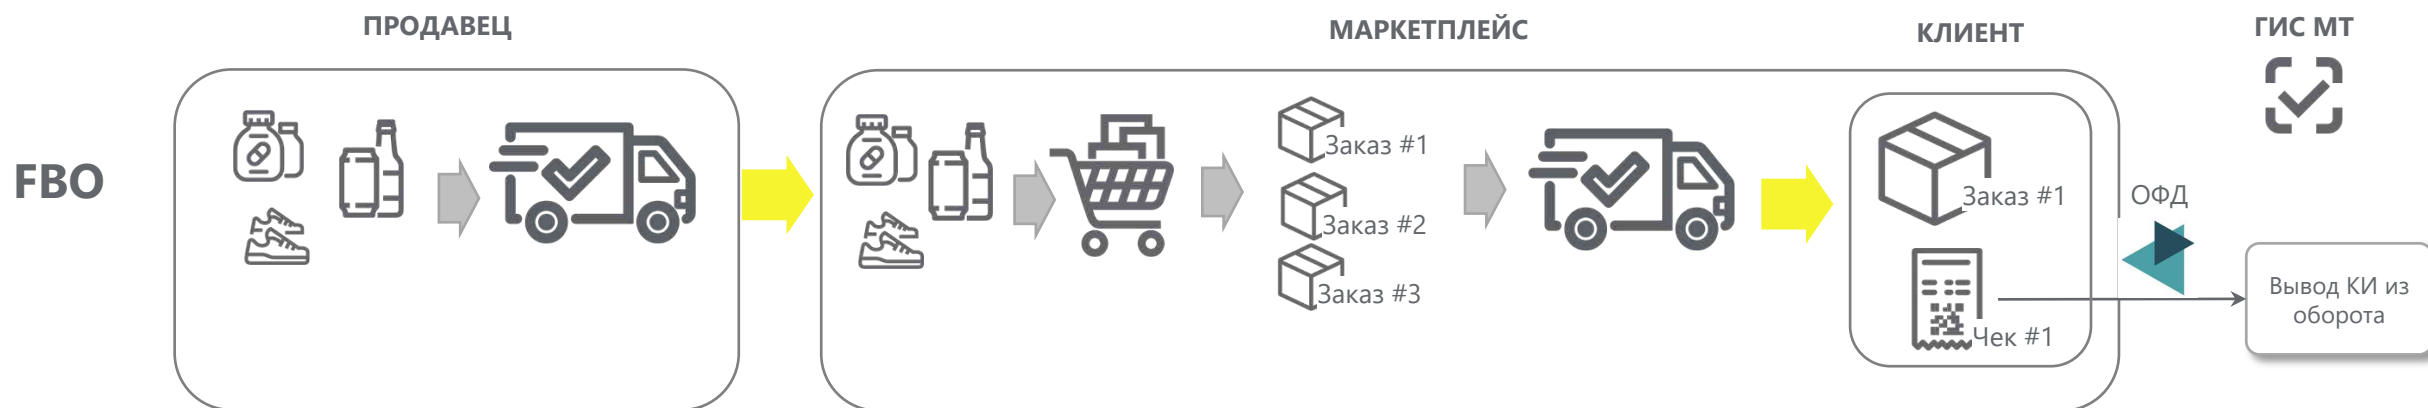 ПРОДАВЕЦ
МАРКЕТПЛЕЙС
КЛИЕНТ
ГИС МТ
FBO
Заказ #1
Заказ #2
Заказ #3
Заказ #1
Чек #1
ОФД
Вывод КИ из
оборота